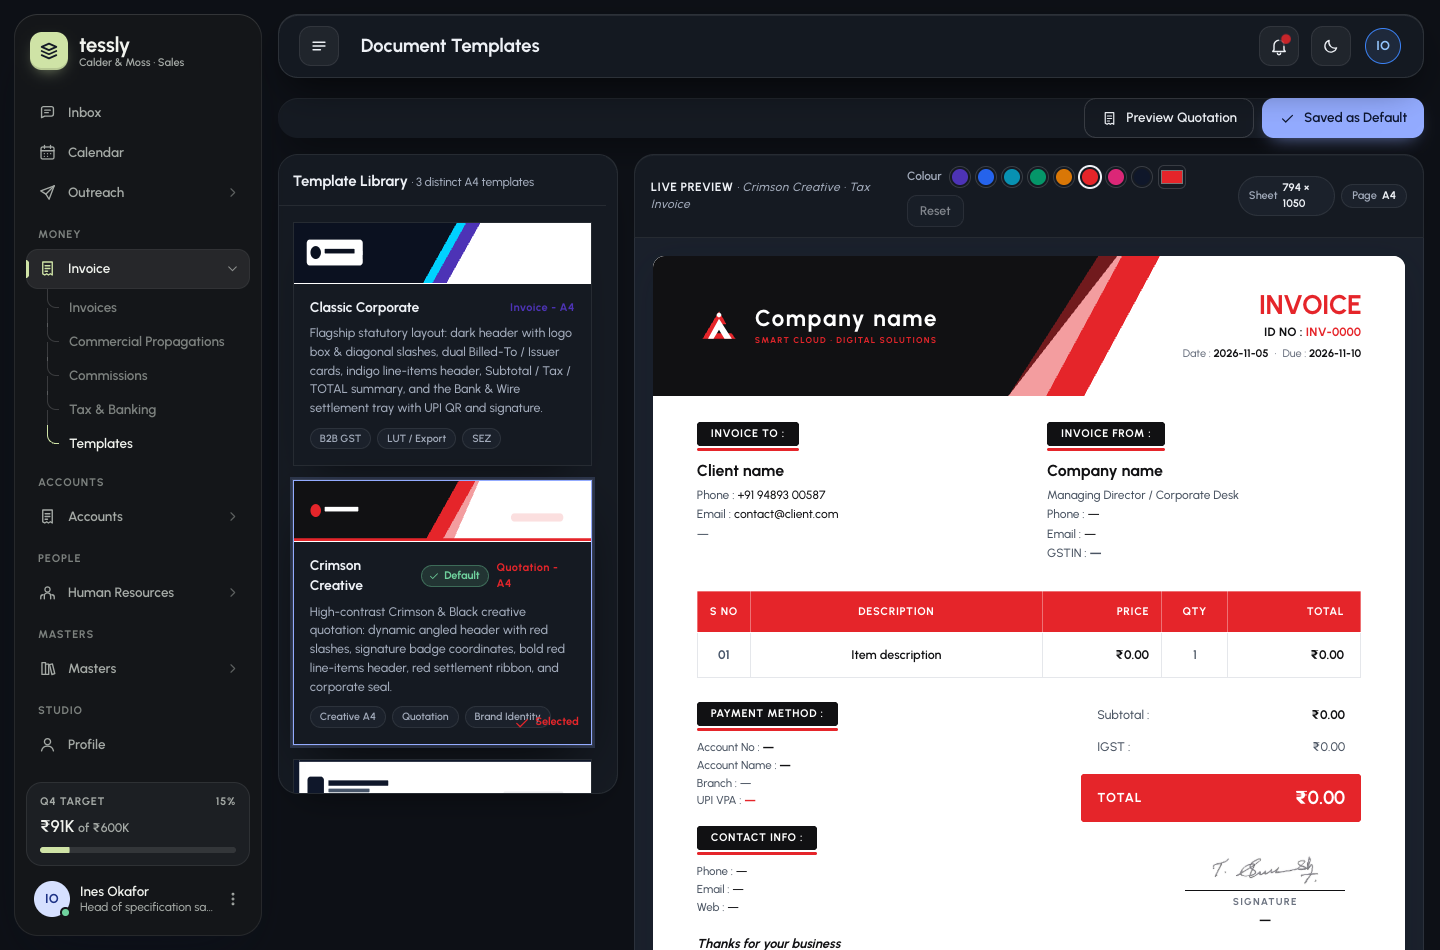 tessly
Calder & Moss · Sales
Inbox
Calendar
Outreach
MONEY
Invoice
Invoices
Commercial Propagations
Commissions
Tax & Banking
Templates
ACCOUNTS
Accounts
PEOPLE
Human Resources
MASTERS
Masters
STUDIO
Profile
Q4 TARGET 15%
₹91K of ₹600K
IO
Ines Okafor
Head of specification sa...
Document Templates
IO
Preview Quotation
Saved as Default
Template Library · 3 distinct A4 templates
Classic Corporate
Invoice - A4
Flagship statutory layout: dark header with logo
box & diagonal slashes, dual Billed-To / Issuer
cards, indigo line-items header, Subtotal / Tax /
TOTAL summary, and the Bank & Wire
settlement tray with UPI QR and signature.
B2B GST
LUT / Export
SEZ
Crimson
Creative
Default
Quotation -
A4
High-contrast Crimson & Black creative
quotation: dynamic angled header with red
slashes, signature badge coordinates, bold red
line-items header, red settlement ribbon, and
corporate seal.
Creative A4
Quotation
Brand Identity
Selected
LIVE PREVIEW · Crimson Creative · Tax
Invoice
Colour
Reset
Sheet 794 ×
1050
Page A4
Company name
SMART CLOUD · DIGITAL SOLUTIONS
INVOICE
ID NO : INV-0000
Date : 2026-11-05 · Due : 2026-11-10
INVOICE TO :
Client name
Phone : +91 94893 00587
Email : contact@client.com
—
INVOICE FROM :
Company name
Managing Director / Corporate Desk
Phone : —
Email : —
GSTIN : —
S NO DESCRIPTION PRICE QTY TOTAL
01 Item description ₹0.00 1 ₹0.00
PAYMENT METHOD :
Account No : —
Account Name : —
Branch : —
UPI VPA : —
Subtotal : ₹0.00
IGST : ₹0.00
TOTAL ₹0.00
CONTACT INFO :
Phone : —
Email : —
Web : —
SIGNATURE
—
Thanks for your business